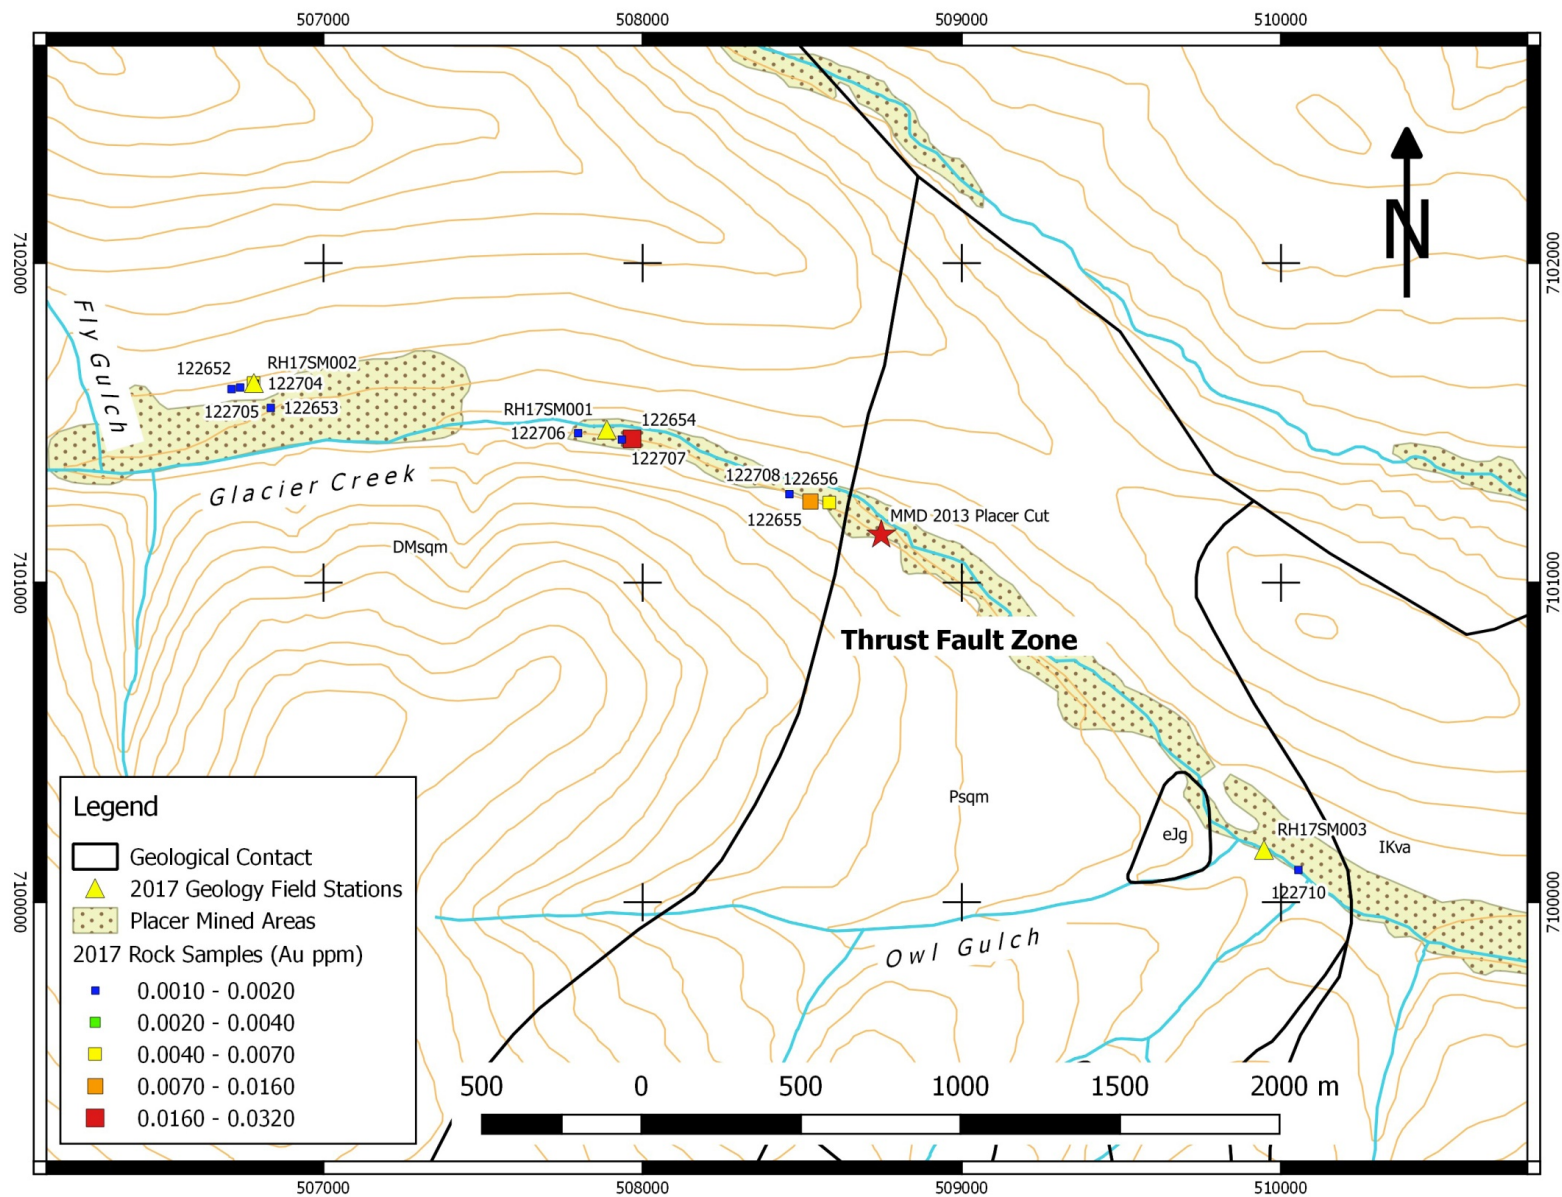 507000
508000
509000
510000
7102000
7102000
N
Fly Gulch
122652
RH17SM002
122704
122705
122653
RH17SM001
122654
122706
122707
Glacier Creek
122708
122656
122655
MMD 2013 Placer Cut
DMsqm
7101000
7101000
Thrust Fault Zone
Psqm
eJg
RH17SM003
IKva
122710
7100000
7100000
Owl Gulch
Legend
Geological Contact
2017 Geology Field Stations
Placer Mined Areas
2017 Rock Samples (Au ppm)
0.0010 - 0.0020
0.0020 - 0.0040
0.0040 - 0.0070
0.0070 - 0.0160
0.0160 - 0.0320
500 0 500 1000 1500 2000 m
507000
508000
509000
510000